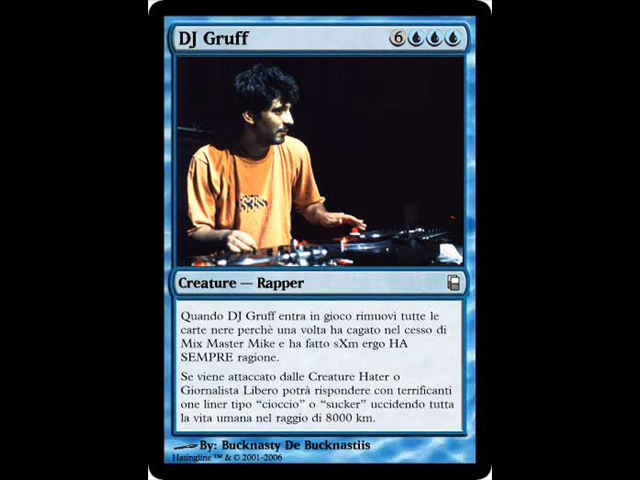 DJ Gruff
6
Creature — Rapper
Quando DJ Gruff entra in gioco rimuovi tutte le
carte nere perchè una volta ha cagato nel cesso di
Mix Master Mike e ha fatto sXm ergo HA
SEMPRE ragione.
Se viene attaccato dalle Creature Hater o
Giornalista Libero potrà rispondere con terrificanti
one liner tipo “cioccio” o “sucker” uccidendo tutta
la vita umana nel raggio di 8000 km.
By: Bucknasty De Bucknastiis
Hatingline ™ & © 2001-2006